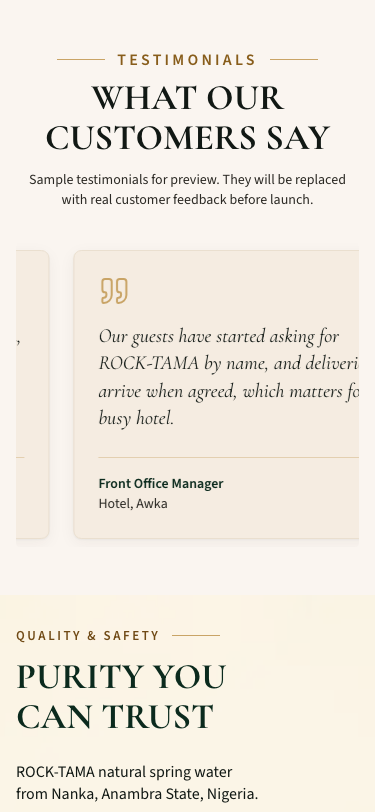 TESTIMONIALS
WHAT OUR
CUSTOMERS SAY
Sample testimonials for preview. They will be replaced
with real customer feedback before launch.
Our guests have started asking for
ROCK-TAMA by name, and
arrive when agreed, which matters
busy hotel.
Front Office Manager
Hotel, Awka
QUALITY & SAFETY
PURITY YOU
CAN TRUST
ROCK-TAMA natural spring water
from Nanka, Anambra State, Nigeria.